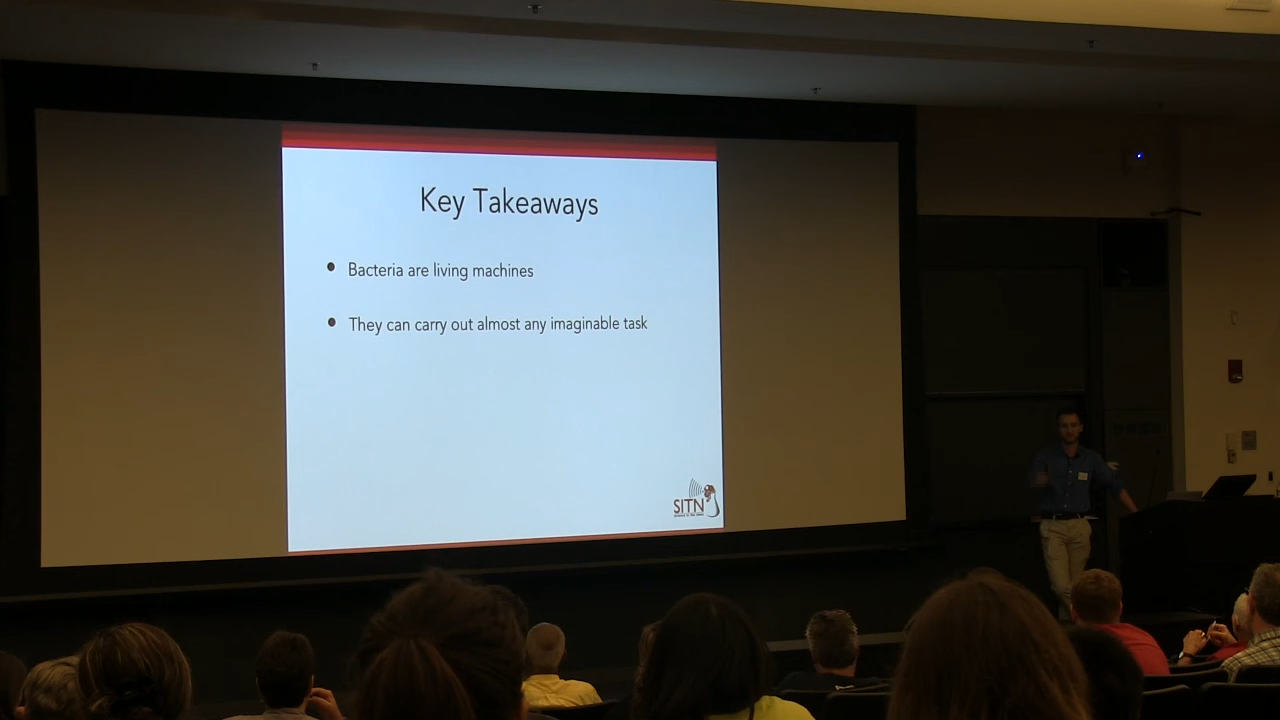 Key Takeaways
Bacteria are living machines
They can carry out almost any imaginable task
SITN